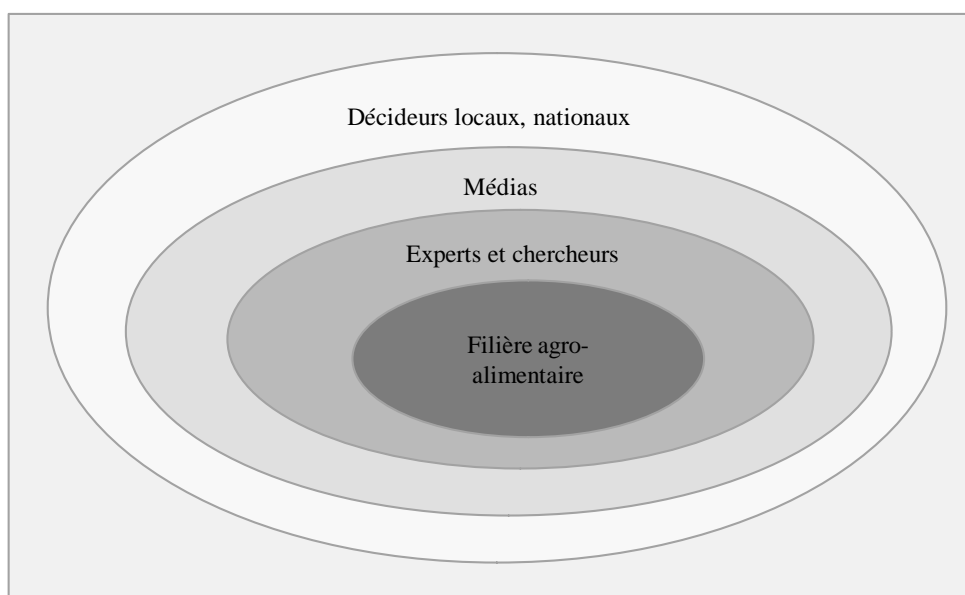 Décideurs locaux, nationaux
Médias
Experts et chercheurs
Filière agro-
alimentaire